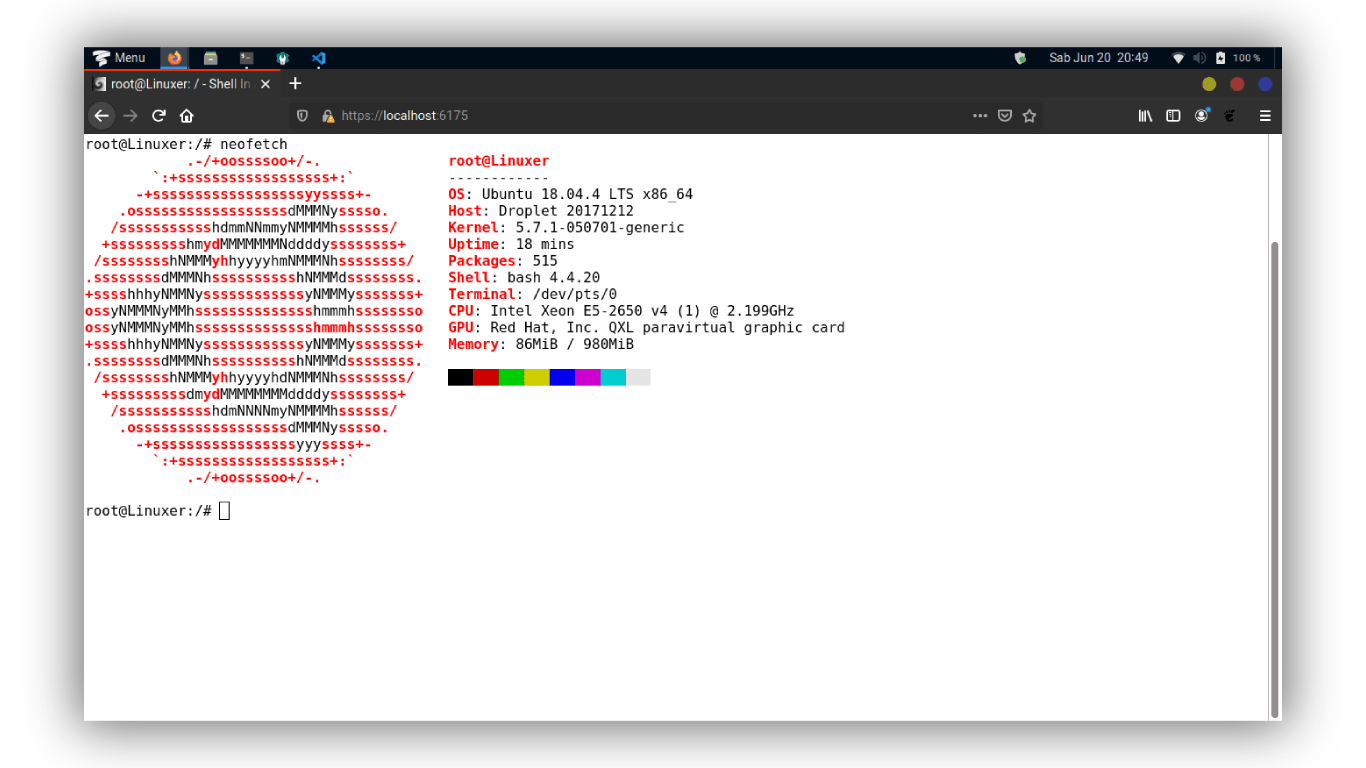 Menu
Sab Jun 20 20:49
100 %
root@Linuxer: / - Shell In
https://localhost:6175
root@Linuxer:/# neofetch
.-/+oossssoo+/-.
`:+ssssssssssssssssss+:`
-+ssssssssssssssssssyyssss+-
.ossssssssssssssssssdMMMNysssso.
/ssssssssssshdmmNNmmyNMMMMhssssss/
+ssssssssshmydMMMMMMMNddddyssssssss+
/sssssssshNMMMyhhyyyyhmNMMMNhssssssss/
.ssssssssdMMMNhsssssssssshNMMMdssssssss.
+sssshhhyNMMNyssssssssssssyNMMMysssssss+
ossyNMMMNyMMhsssssssssssssshmmmhssssssso
ossyNMMMNyMMhsssssssssssssshmmmhssssssso
+sssshhhyNMMNyssssssssssssyNMMMysssssss+
.ssssssssdMMMNhsssssssssshNMMMdssssssss.
/sssssssshNMMMyhhyyyyhdNMMMNhssssssss/
+sssssssssdmydMMMMMMMMddddyssssssss+
/ssssssssssshdmNNNNmyNMMMMhssssss/
.ossssssssssssssssssdMMMNysssso.
-+sssssssssssssssssyyyssss+-
`:+ssssssssssssssssss+:`
.-/+oossssoo+/-.
root@Linuxer
------------
OS: Ubuntu 18.04.4 LTS x86_64
Host: Droplet 20171212
Kernel: 5.7.1-050701-generic
Uptime: 18 mins
Packages: 515
Shell: bash 4.4.20
Terminal: /dev/pts/0
CPU: Intel Xeon E5-2650 v4 (1) @ 2.199GHz
GPU: Red Hat, Inc. QXL paravirtual graphic card
Memory: 86MiB / 980MiB
root@Linuxer:/#